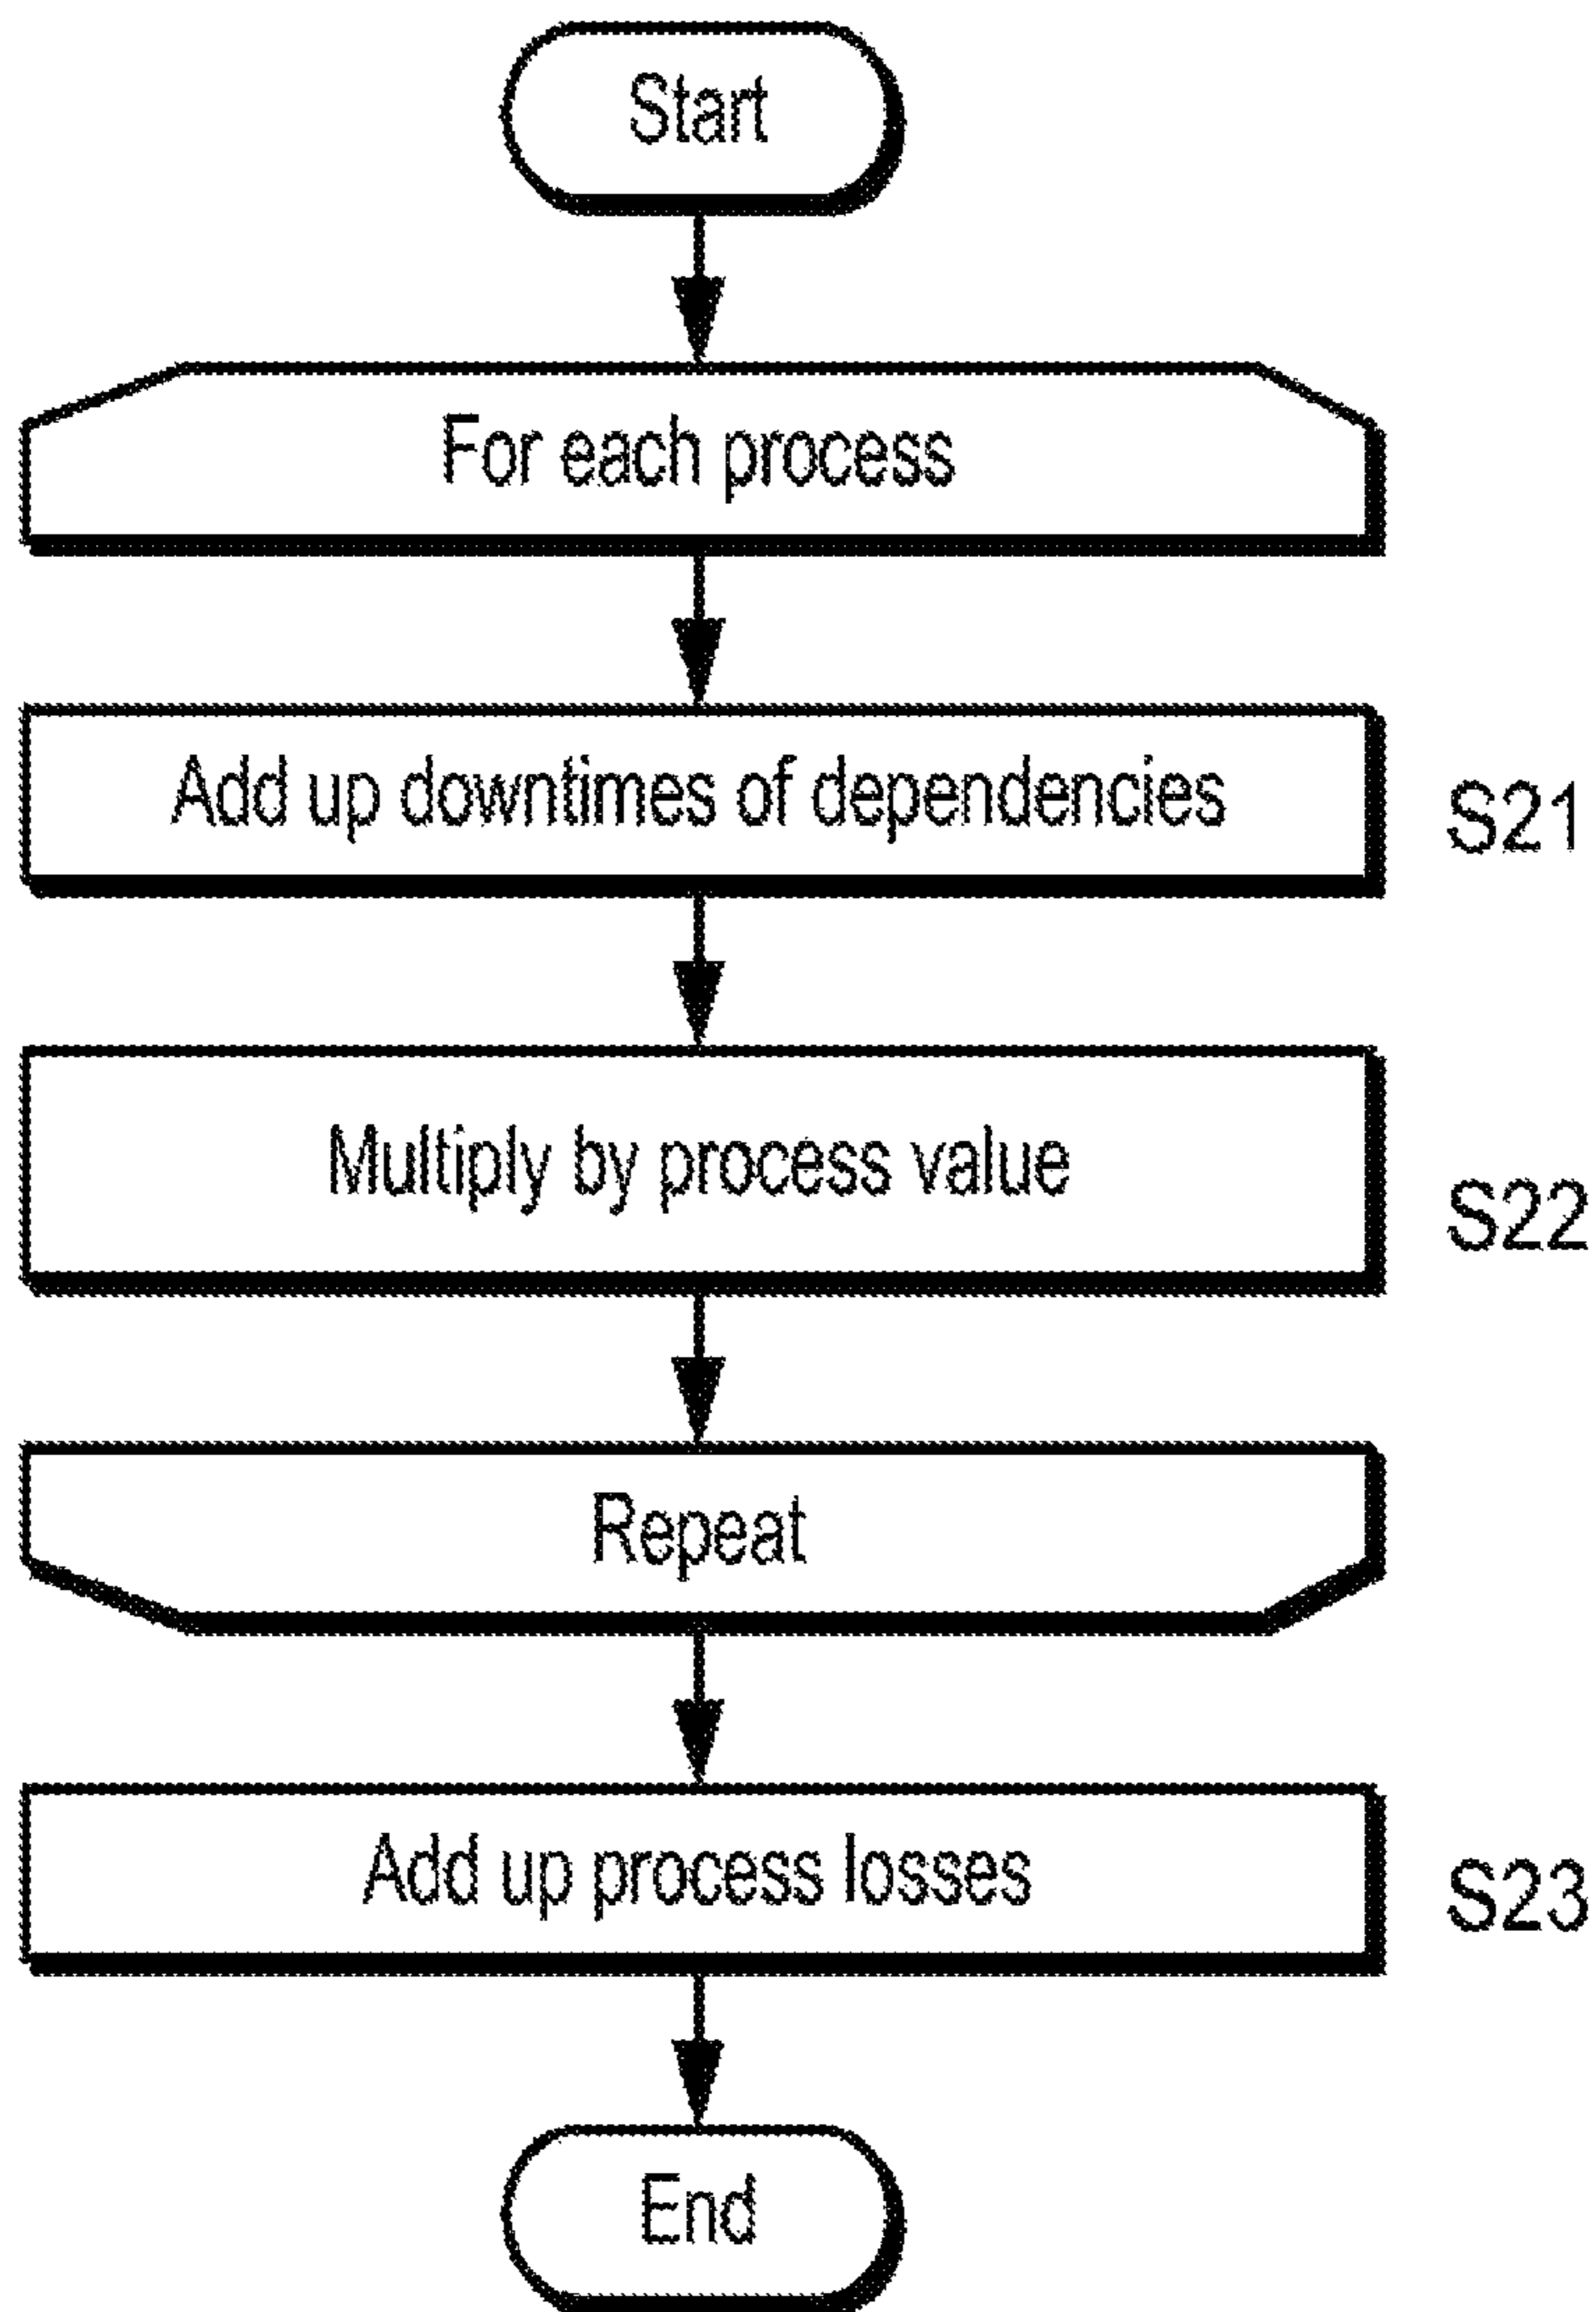 Start
For each process
Add up downtimes of dependencies
S21
Multiply by process value
S22
Repeat
Add up process losses
S23
End